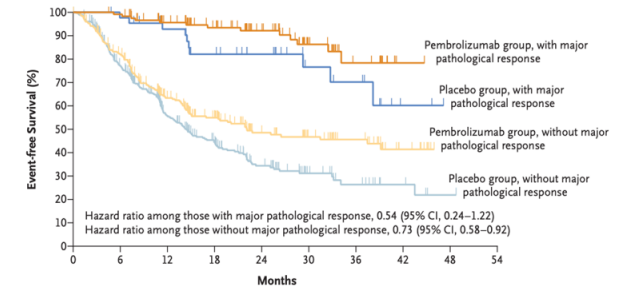 100
90
80
70
60
50
40
30
20
10
0
Event-free Survival (%)
Pembrolizumab group, with major
pathological response
Placebo group, with major
pathological response
Pembrolizumab group, without major
pathological response
Placebo group, without major
pathological response
Hazard ratio among those with major pathological response, 0.54 (95% CI, 0.24–1.22)
Hazard ratio among those without major pathological response, 0.73 (95% CI, 0.58–0.92)
0 6 12 18 24 30 36 42 48 54
Months